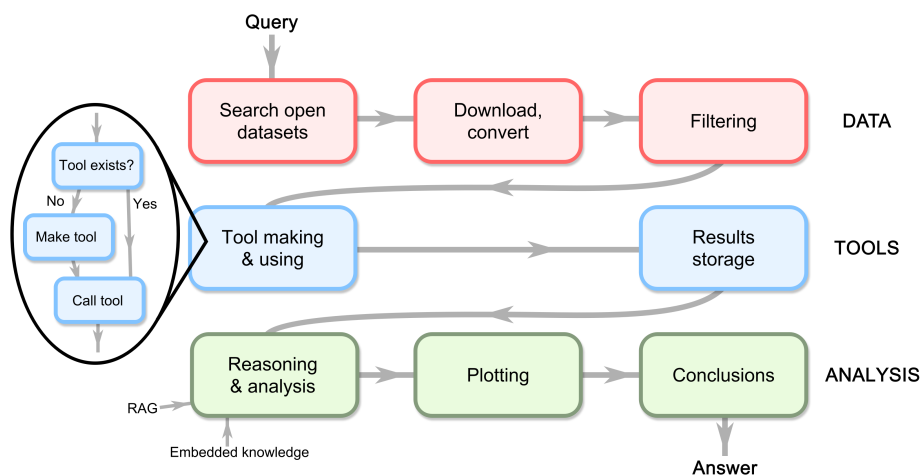 Query
Search open
datasets
Download,
convert
Filtering
DATA
Tool exists?
No
Yes
Make tool
Call tool
Tool making
& using
Results
storage
TOOLS
Reasoning
& analysis
Plotting
Conclusions
ANALYSIS
RAG
Embedded knowledge
Answer